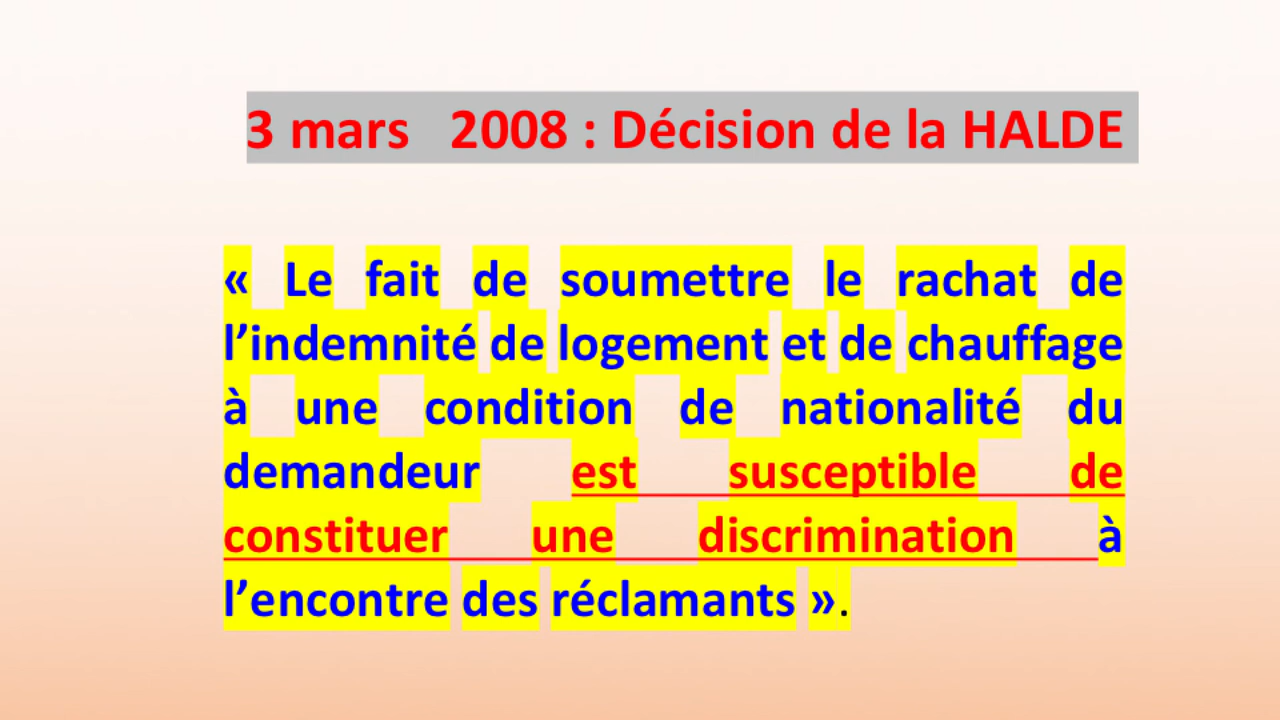 3 mars 2008 : Décision de la HALDE
« Le fait de soumettre le rachat de
l’indemnité de logement et de chauffage
à une condition de nationalité du
demandeur est susceptible de
constituer une discrimination à
l’encontre des réclamants ».